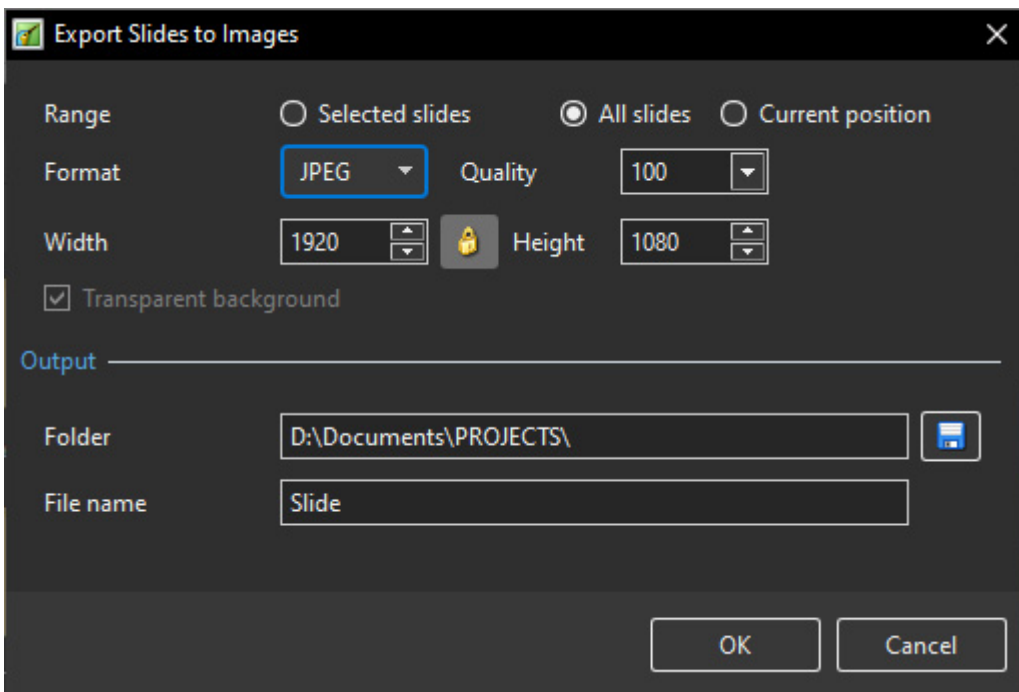 Export Slides to Images
Range Selected slides All slides Current position
Format JPEG Quality 100
Width 1920 Height 1080
Transparent background
Output
Folder D:\Documents\PROJECTS\
File name Slide
OK Cancel